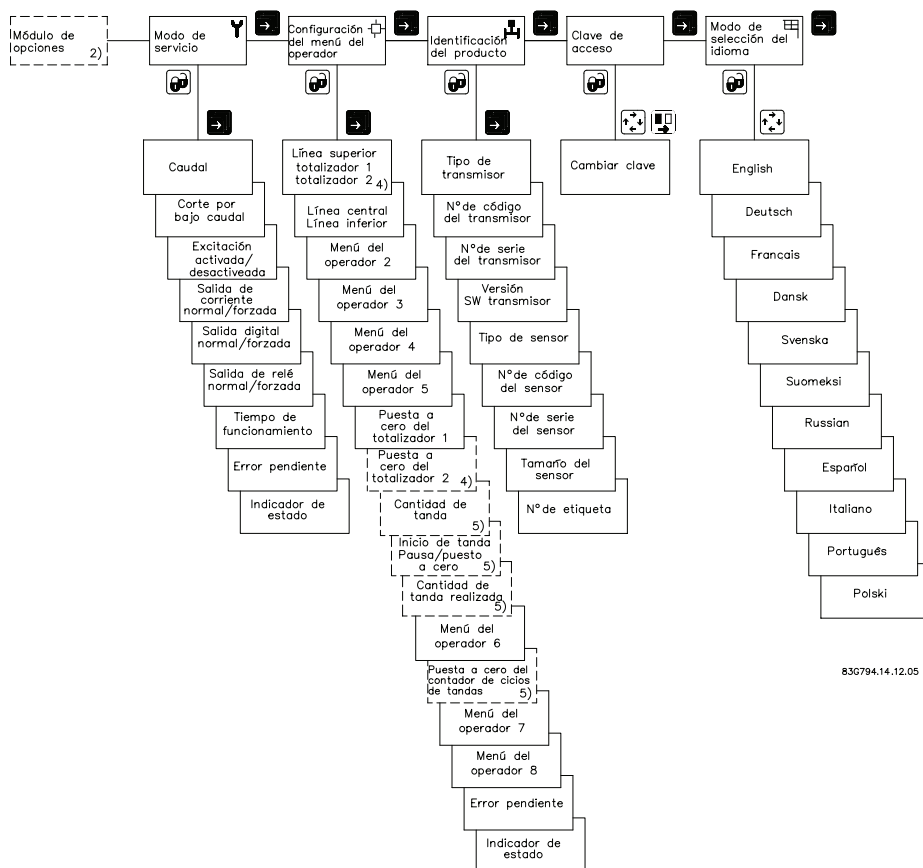 Módulo de
opciones
2)
Modo de
servicio
Configuración
del menú del
operador
Identificación
del producto
Clave de
acceso
Modo de
selección del
idioma
Caudal
Corte por
bajo caudal
Excitación
activada/
desactiveada
Salida de
corriente
normal/forzada
Salida digital
normal/forzada
Salida de relé
normal/forzada
Tiempo de
funcionamiento
Error pendiente
Indicador de
estado
Línea superior
totalizador 1
totalizador 2 4)
Línea central
Línea inferior
Menú del
operador 2
Menú del
operador 3
Menú del
operador 4
Menú del
operador 5
Puesta a
cero del
totalizador 1
Puesta a
cero del
totalizador 2 4)
Cantidad de
tanda
5)
Inicio de tanda
Pausa/puesto
a cero 5)
Cantidad de
tanda realizada
5)
Menú del
operador 6
Puesta a cero del
contador de cicios
de tandas 5)
Menú del
operador 7
Menú del
operador 8
Error pendiente
Indicador de
estado
Tipo de
transmisor
Nº de código
del transmisor
Nº de serie
del transmisor
Versión
SW transmisor
Tipo de sensor
Nº de código
del sensor
Nº de serie
del sensor
Tamaño del
sensor
Nº de etiqueta
Cambiar clave
English
Deutsch
Francais
Dansk
Svenska
Suomeksi
Russian
Español
Italiano
Português
Polski
83G794.14.12.05